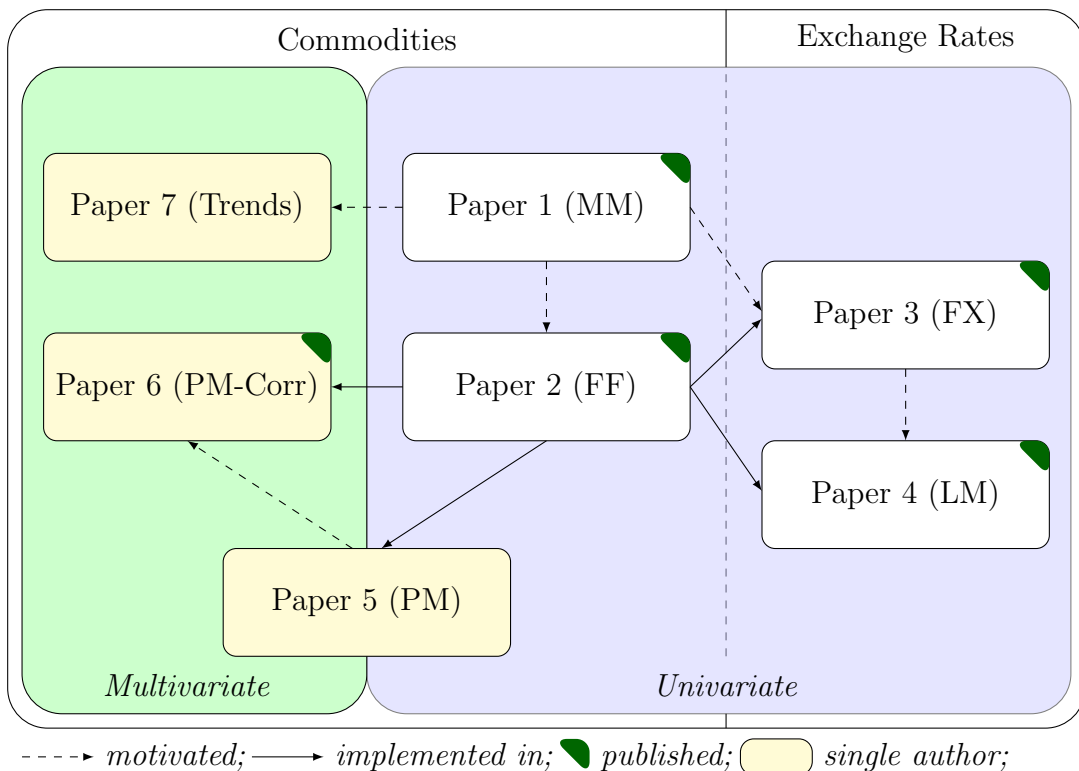 Commodities
Exchange Rates
Paper 7 (Trends)
Paper 1 (MM)
Paper 3 (FX)
Paper 6 (PM-Corr)
Paper 2 (FF)
Paper 4 (LM)
Paper 5 (PM)
Multivariate
Univariate
motivated; implemented in; published; single author;